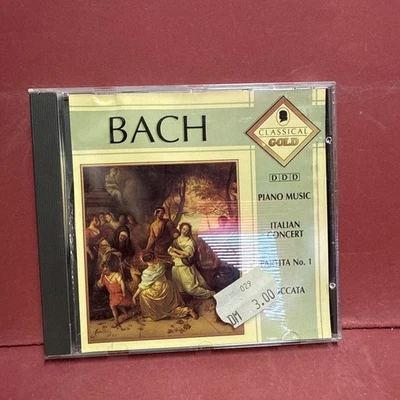 BACH
CLASSICAL
GOLD
DDD
PIANO MUSIC
ITALIAN
CONCERT
PARTITA No. 1
CCATA
029
DM 3.00